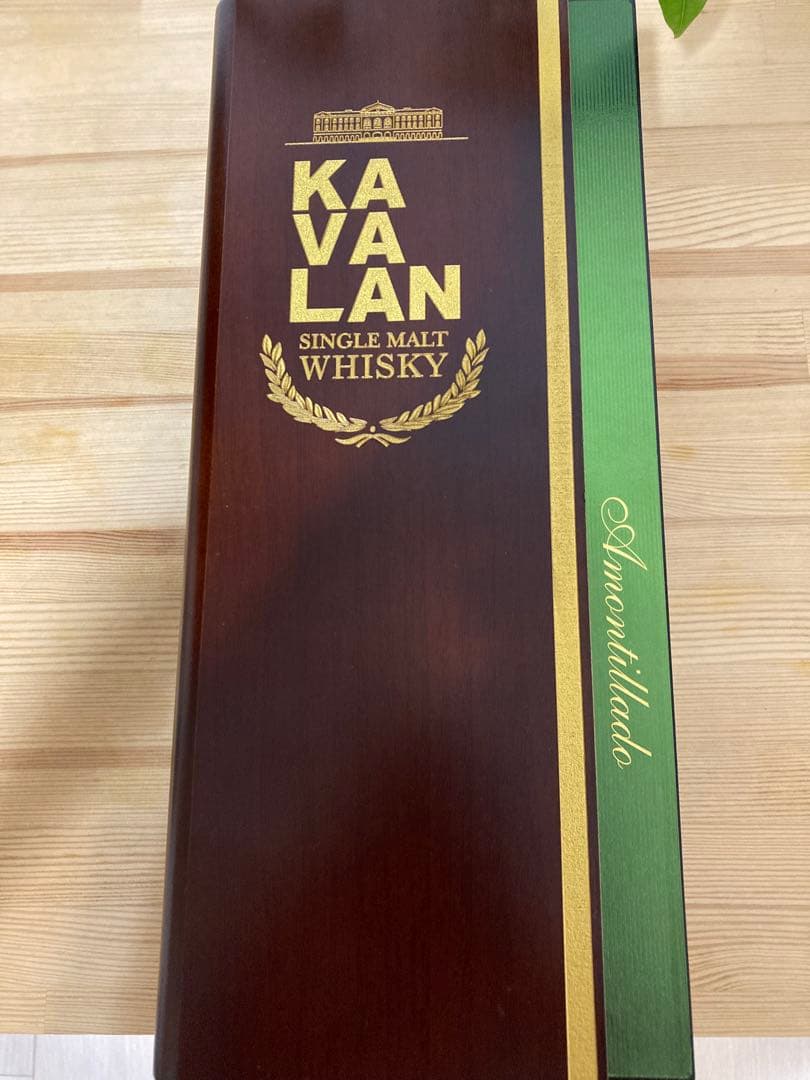 KA
VA
LAN
SINGLE MALT
WHISKY
Amontillado